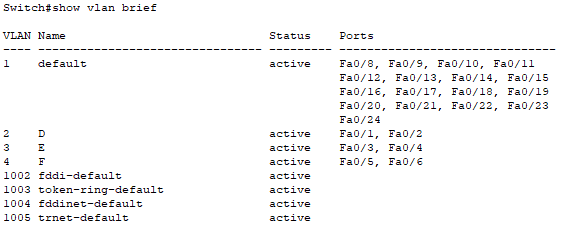 Switch#show vlan brief
VLAN Name                             Status    Ports
---- -------------------------------- --------- -------------------------------
1    default                          active    Fa0/8, Fa0/9, Fa0/10, Fa0/11
                                                Fa0/12, Fa0/13, Fa0/14, Fa0/15
                                                Fa0/16, Fa0/17, Fa0/18, Fa0/19
                                                Fa0/20, Fa0/21, Fa0/22, Fa0/23
                                                Fa0/24
2    D                                active    Fa0/1, Fa0/2
3    E                                active    Fa0/3, Fa0/4
4    F                                active    Fa0/5, Fa0/6
1002 fddi-default                     active
1003 token-ring-default               active
1004 fddinet-default                  active
1005 trnet-default                    active